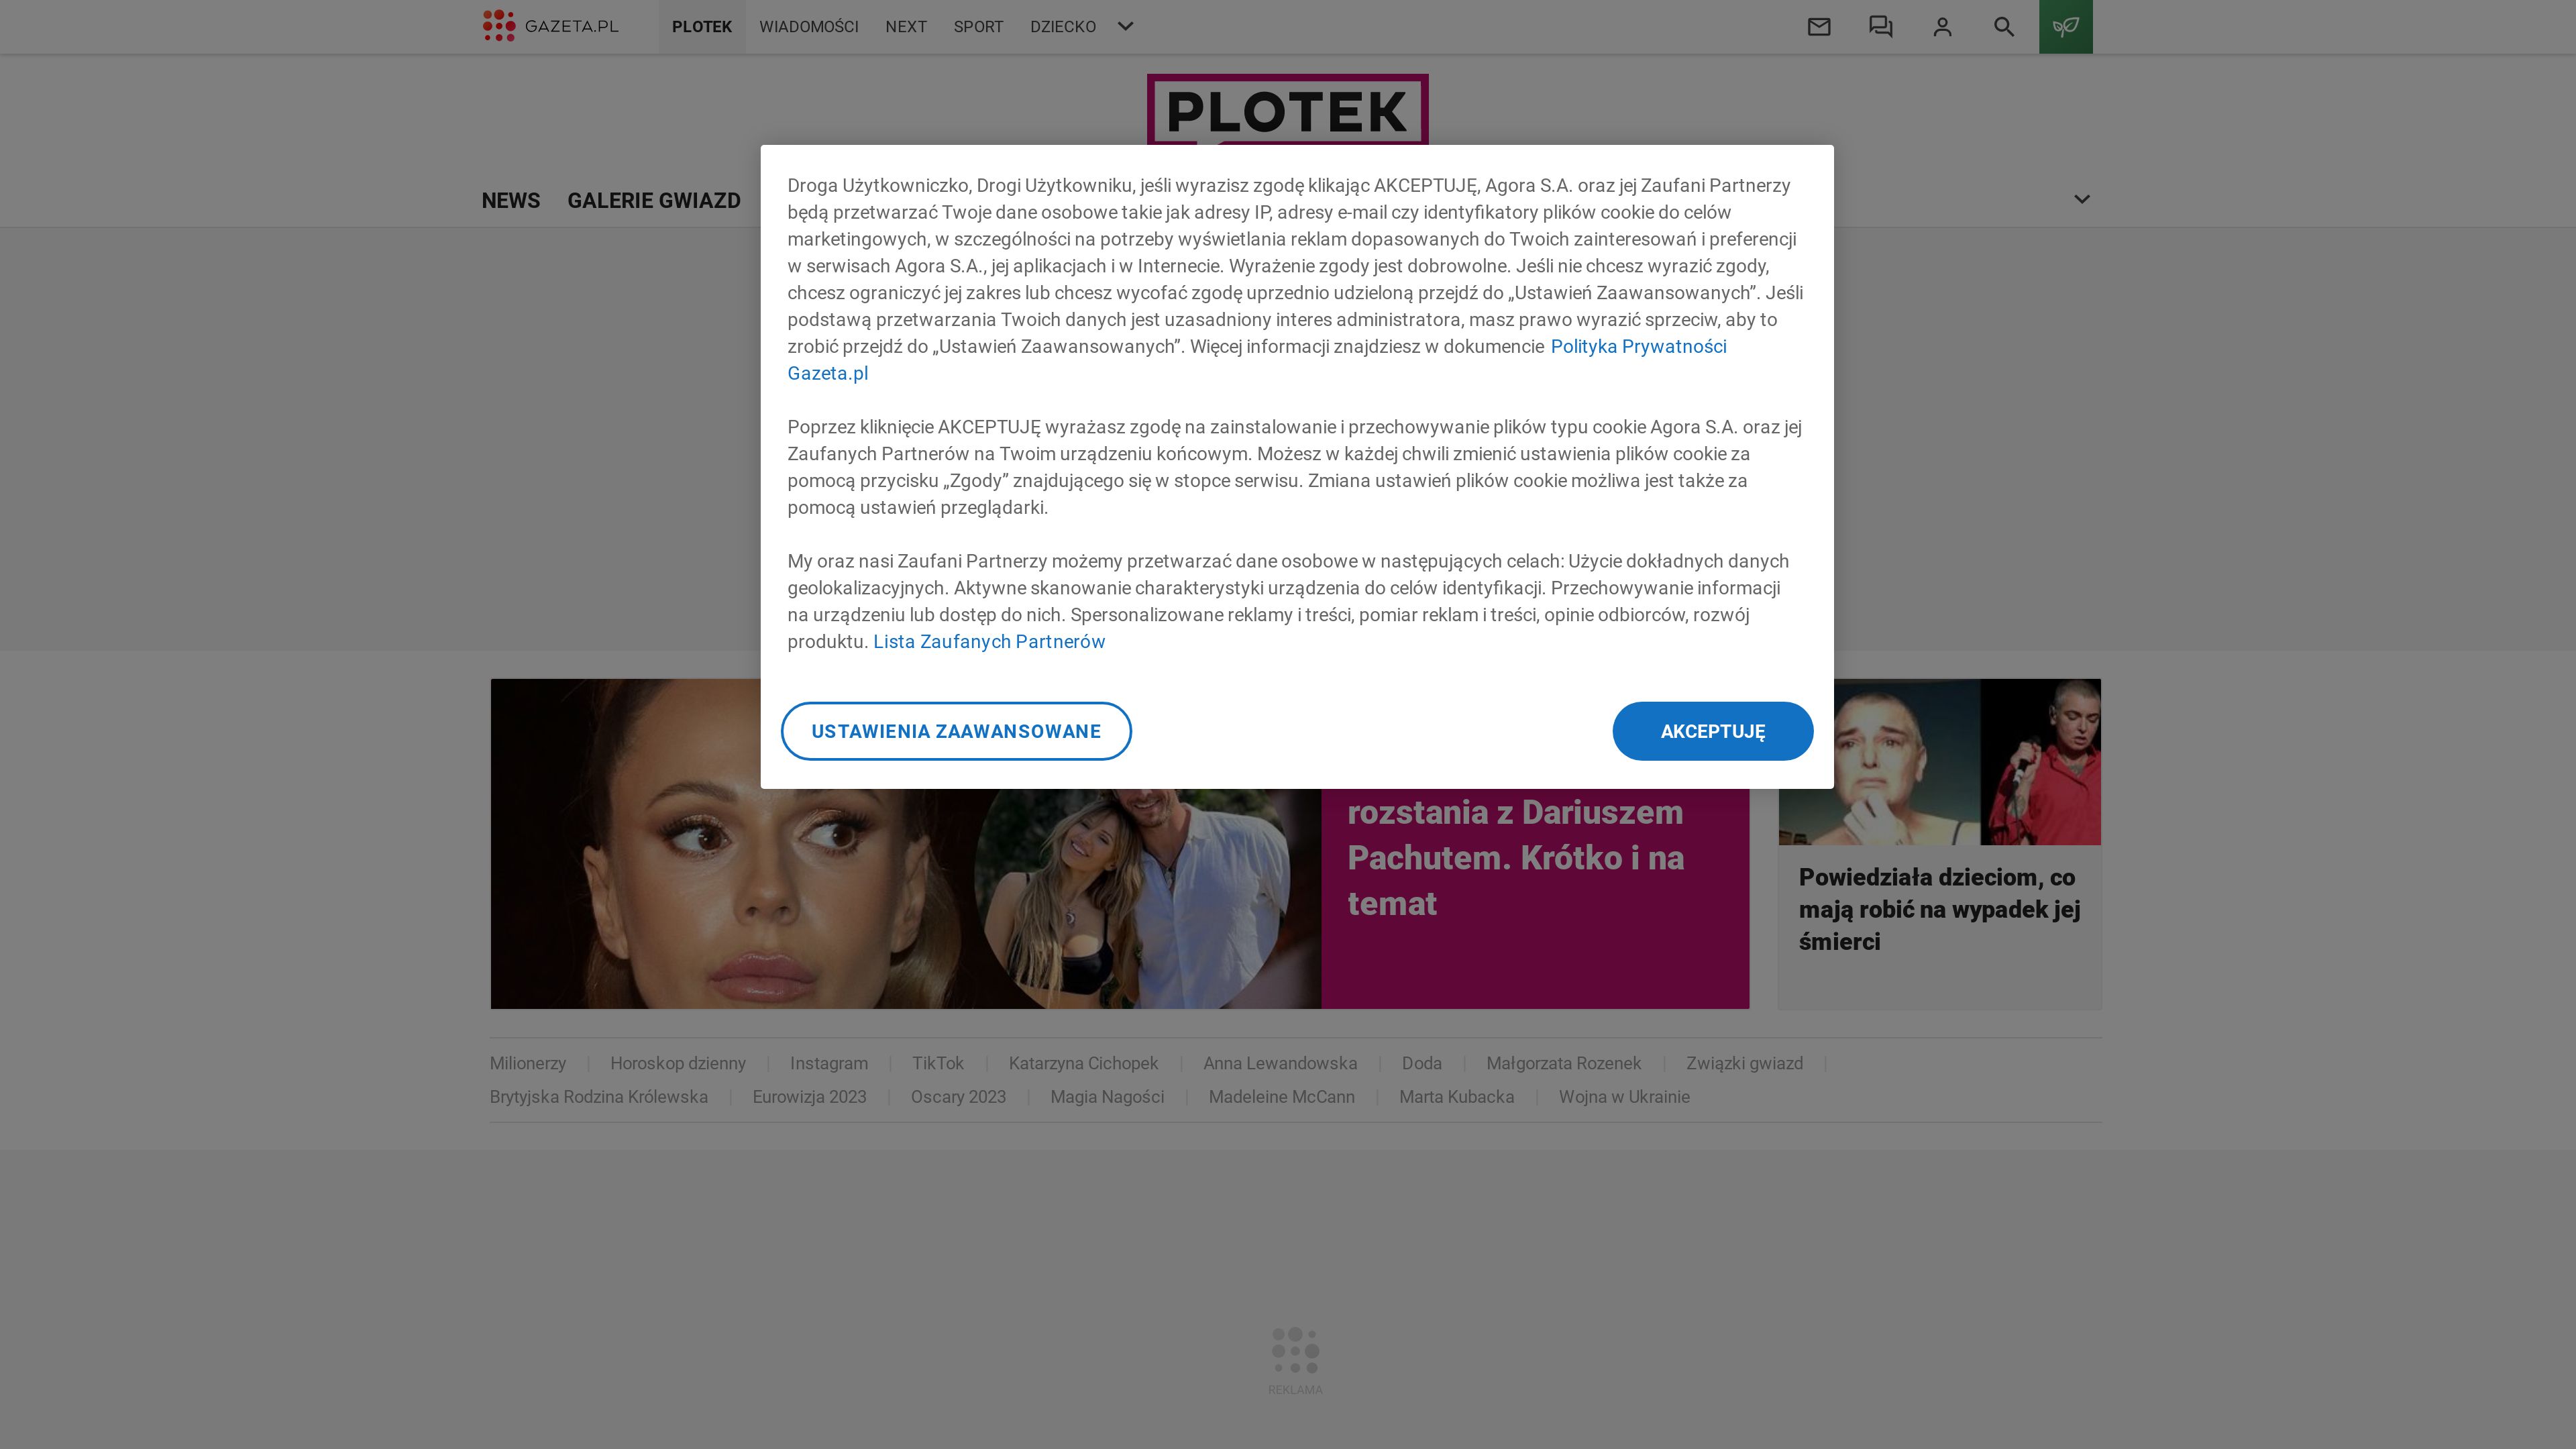 GAZETA.PL
PLOTEK
WIADOMOŚCI
NEXT
SPORT
DZIECKO
PLOTEK
NEWS
GALERIE GWIAZD
Droga Użytkowniczko, Drogi Użytkowniku, jeśli wyrazisz zgodę klikając AKCEPTUJĘ, Agora S.A. oraz jej Zaufani Partnerzy
będą przetwarzać Twoje dane osobowe takie jak adresy IP, adresy e-mail czy identyfikatory plików cookie do celów
marketingowych, w szczególności na potrzeby wyświetlania reklam dopasowanych do Twoich zainteresowań i preferencji
w serwisach Agora S.A., jej aplikacjach i w Internecie. Wyrażenie zgody jest dobrowolne. Jeśli nie chcesz wyrazić zgody,
chcesz ograniczyć jej zakres lub chcesz wycofać zgodę uprzednio udzieloną przejdź do „Ustawień Zaawansowanych”. Jeśli
podstawą przetwarzania Twoich danych jest uzasadniony interes administratora, masz prawo wyrazić sprzeciw, aby to
zrobić przejdź do „Ustawień Zaawansowanych”. Więcej informacji znajdziesz w dokumencie Polityka Prywatności
Gazeta.pl
Poprzez kliknięcie AKCEPTUJĘ wyrażasz zgodę na zainstalowanie i przechowywanie plików typu cookie Agora S.A. oraz jej
Zaufanych Partnerów na Twoim urządzeniu końcowym. Możesz w każdej chwili zmienić ustawienia plików cookie za
pomocą przycisku „Zgody” znajdującego się w stopce serwisu. Zmiana ustawień plików cookie możliwa jest także za
pomocą ustawień przeglądarki.
My oraz nasi Zaufani Partnerzy możemy przetwarzać dane osobowe w następujących celach: Użycie dokładnych danych
geolokalizacyjnych. Aktywne skanowanie charakterystyki urządzenia do celów identyfikacji. Przechowywanie informacji
na urządzeniu lub dostęp do nich. Spersonalizowane reklamy i treści, pomiar reklam i treści, opinie odbiorców, rozwój
produktu. Lista Zaufanych Partnerów
USTAWIENIA ZAAWANSOWANE
AKCEPTUJĘ
rozstania z Dariuszem
Pachutem. Krótko i na
temat
Powiedziała dzieciom, co
mają robić na wypadek jej
śmierci
Milionerzy | Horoskop dzienny | Instagram | TikTok | Katarzyna Cichopek | Anna Lewandowska | Doda | Małgorzata Rozenek | Związki gwiazd |
Brytyjska Rodzina Królewska | Eurowizja 2023 | Oscary 2023 | Magia Nagości | Madeleine McCann | Marta Kubacka | Wojna w Ukrainie
REKLAMA